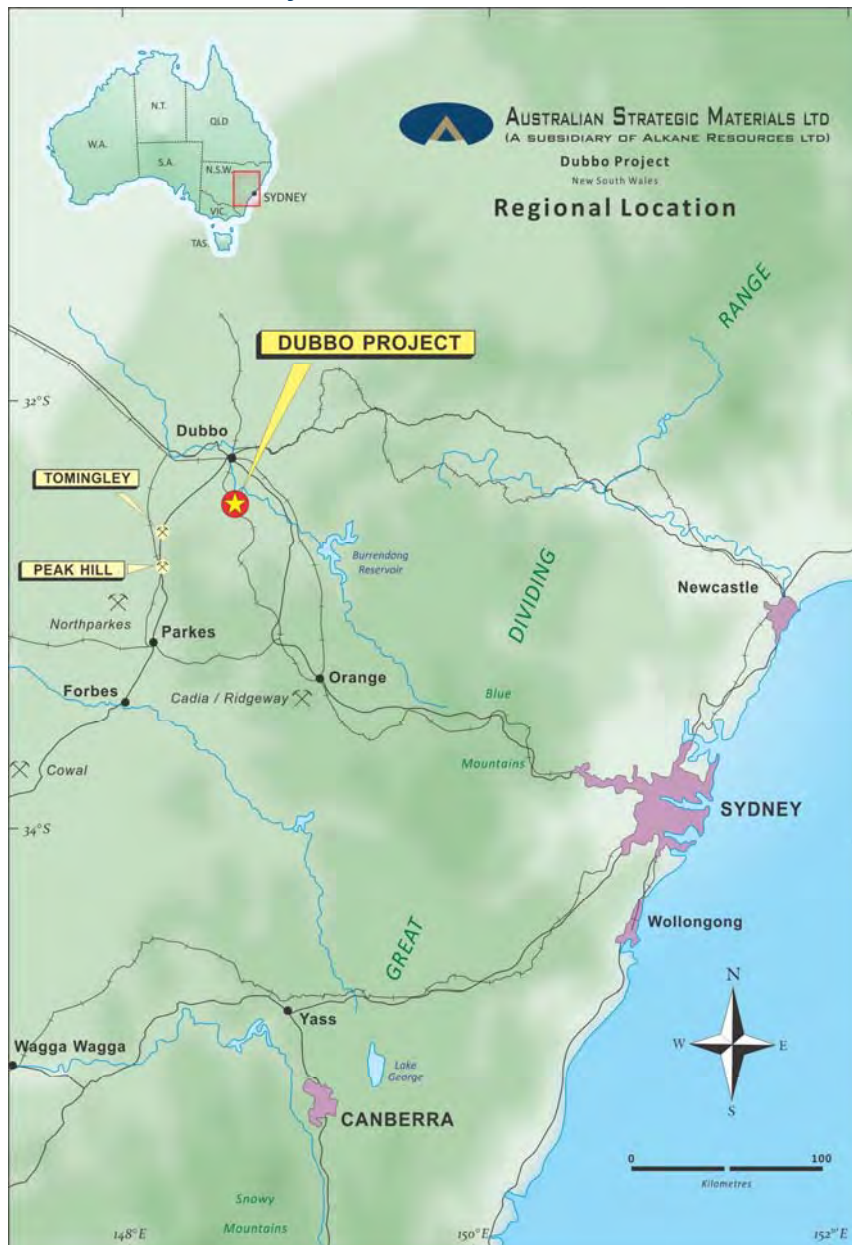 AUSTRALIAN STRATEGIC MATERIALS LTD
(A SUBSIDIARY OF ALKANE RESOURCES LTD)
Dubbo Project
New South Wales
Regional Location
N.T.
QLD
W.A.
S.A.
N.S.W.
SYDNEY
VIC.
TAS.
RANGE
DUBBO PROJECT
32°S
Dubbo
TOMINGLEY
Burrendong
Reservoir
PEAK HILL
DIVIDING
Newcastle
Northparkes
Parkes
Orange
Forbes
Cadia / Ridgeway
Blue
Mountains
Cowal
SYDNEY
34°S
GREAT
Wollongong
Yass
Wagga Wagga
Lake
George
CANBERRA
N
W
E
S
0
100
Kilometres
Snowy
Mountains
148°E
150°E
152°E